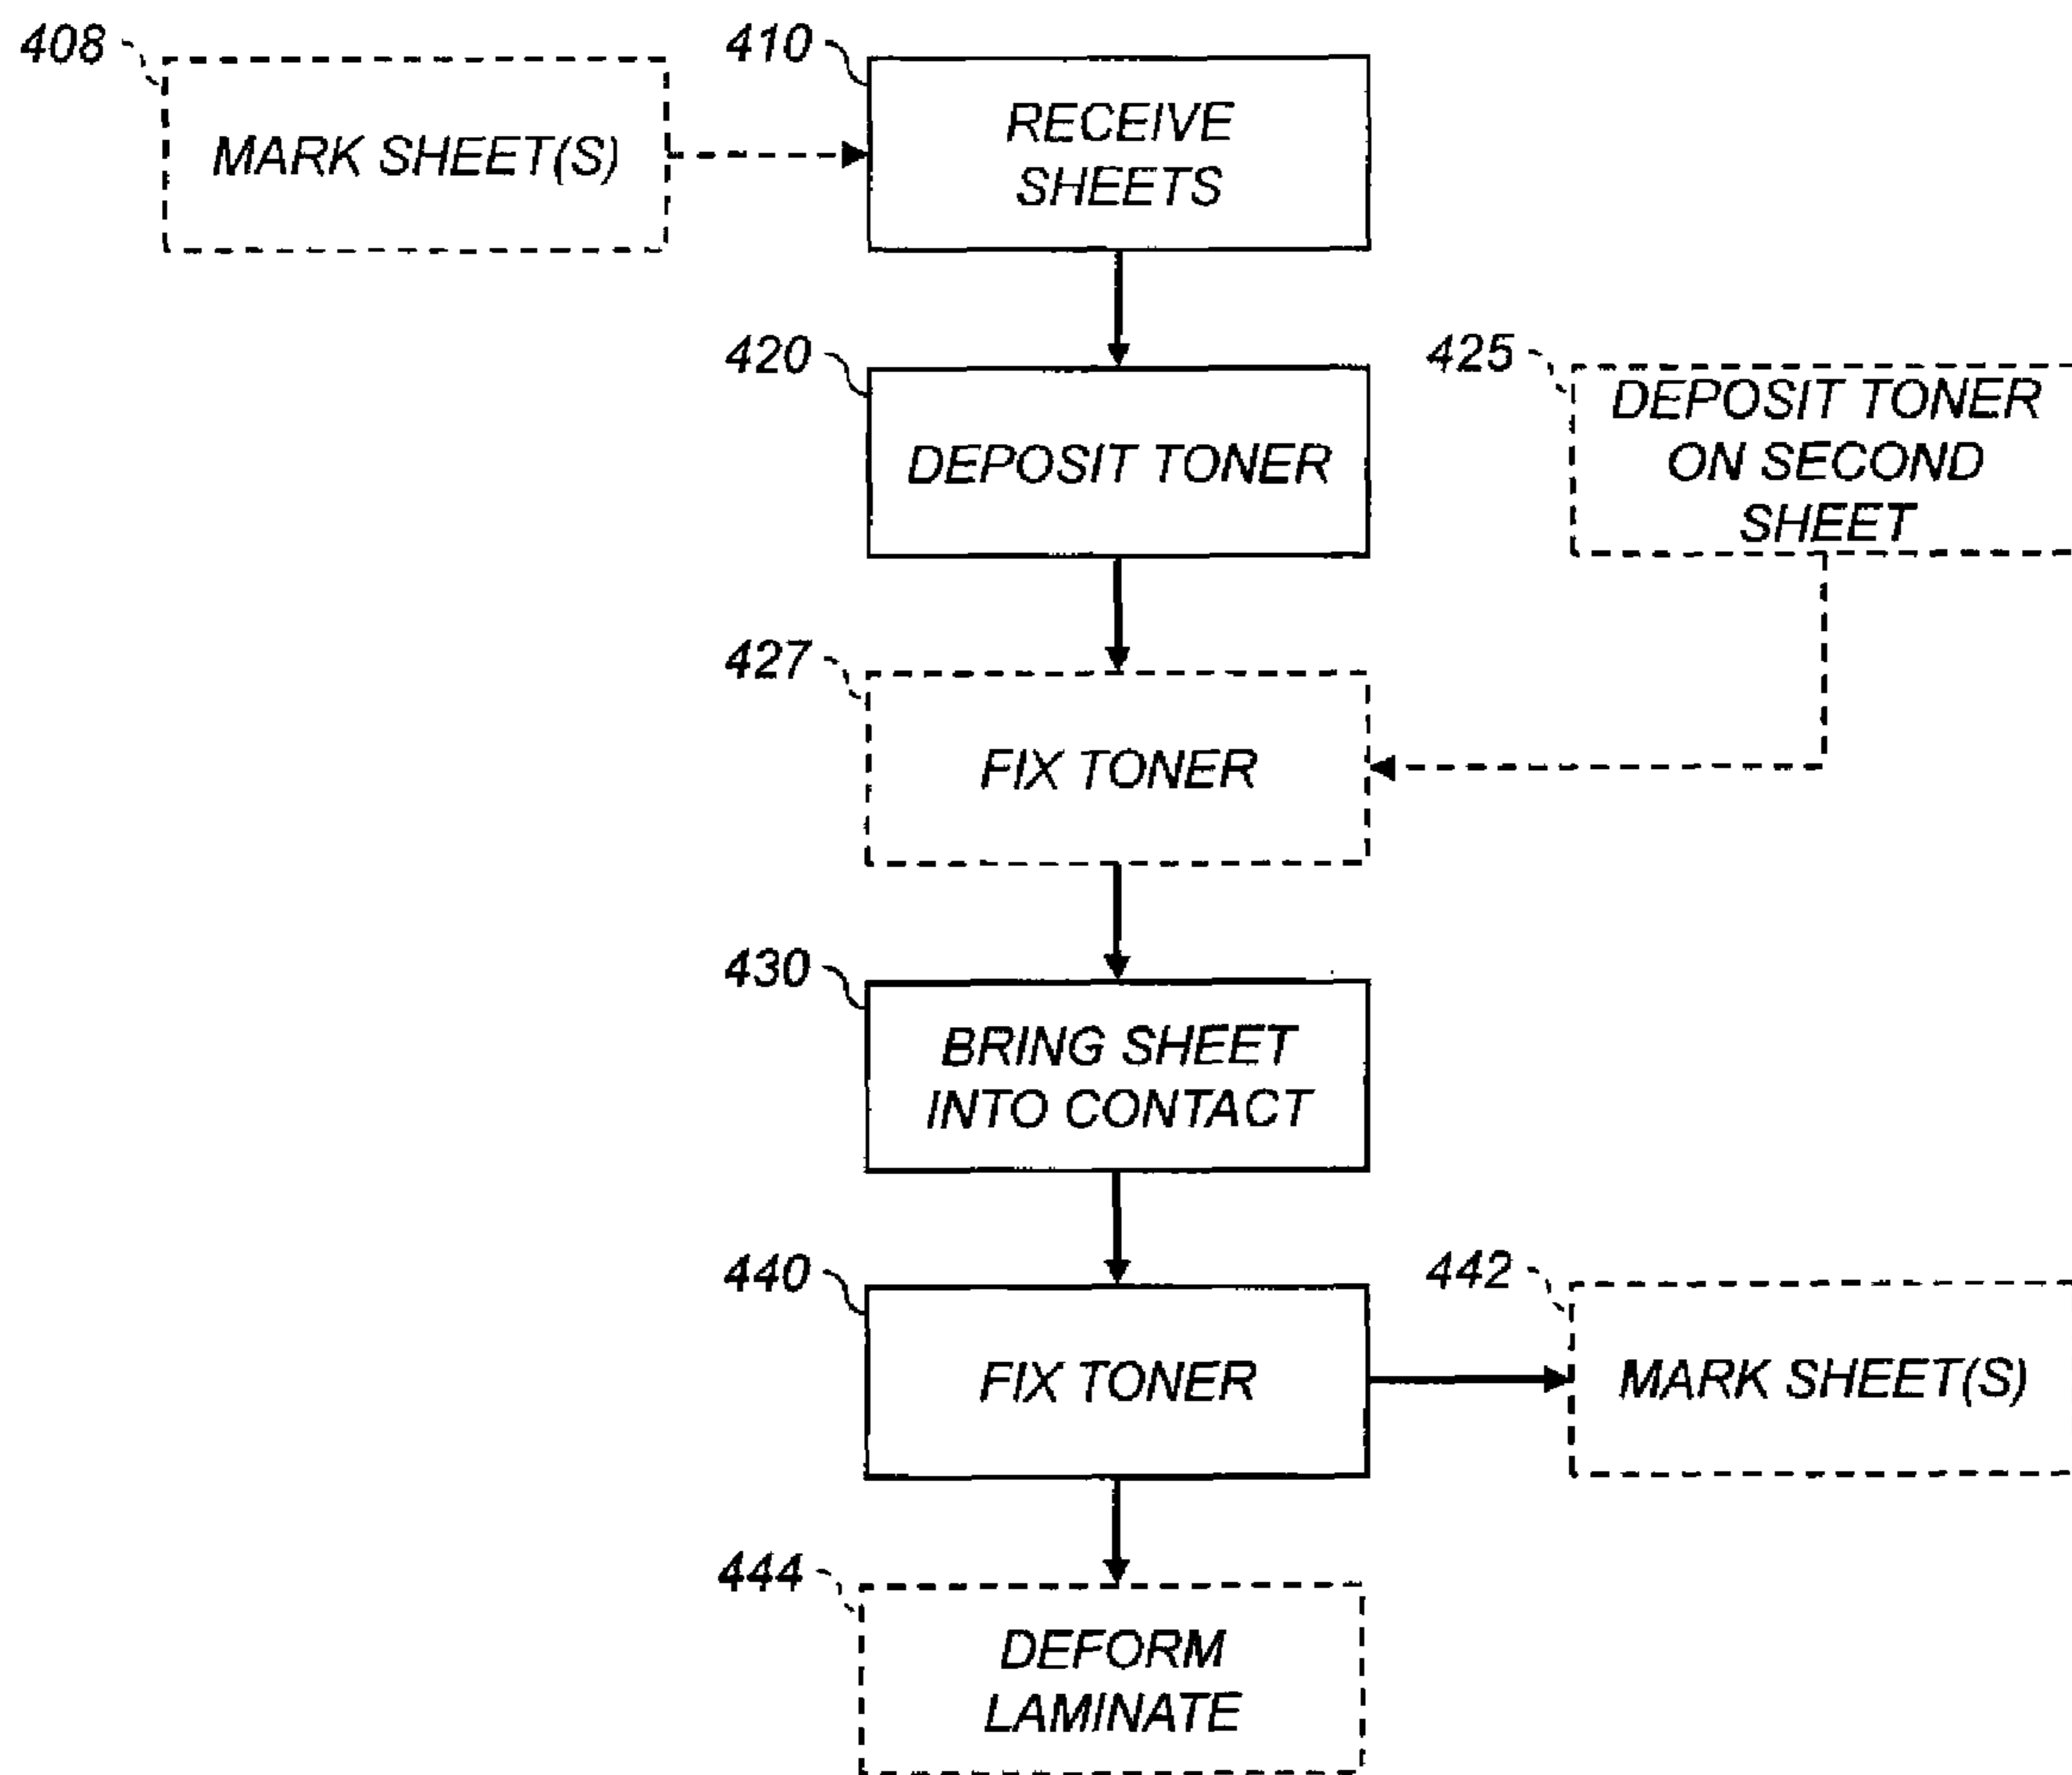 408
MARK SHEET(S)
410
RECEIVE
SHEETS
420
DEPOSIT TONER
425
DEPOSIT TONER
ON SECOND
SHEET
427
FIX TONER
430
BRING SHEET
INTO CONTACT
440
FIX TONER
442
MARK SHEET(S)
444
DEFORM
LAMINATE